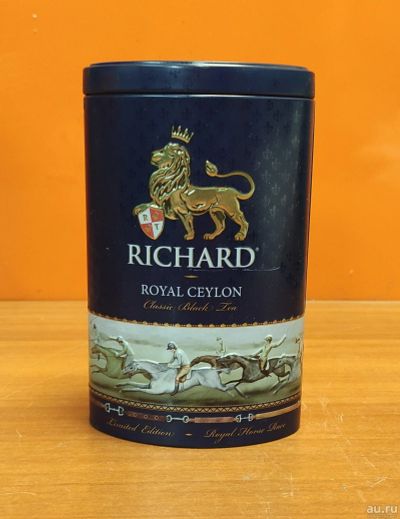 R T
RICHARD®
ROYAL CEYLON
Classic Black Tea
Limited Edition - Royal Horse Race
au.ru